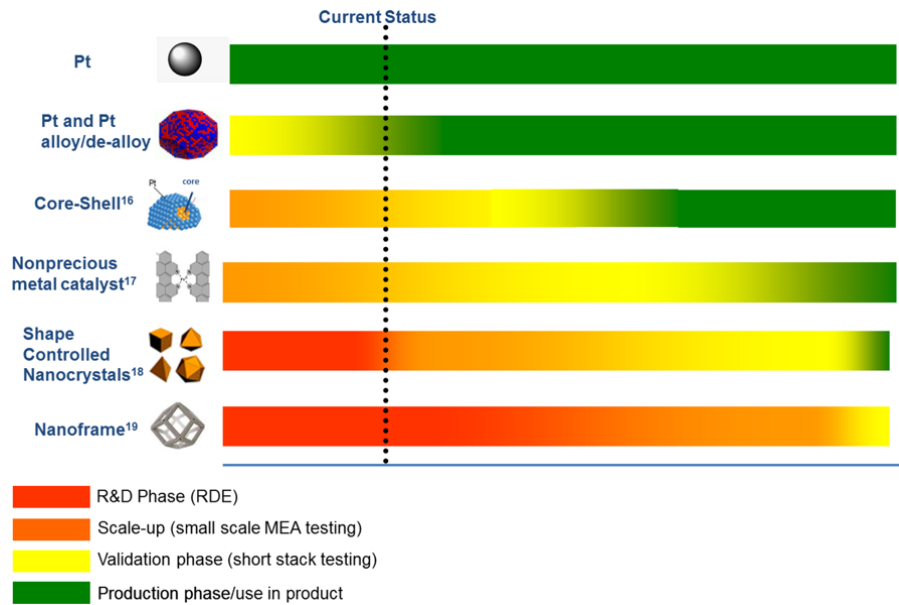 Current Status
Pt
Pt and Pt
alloy/de-alloy
Pt
core
Core-Shell16
Nonprecious
metal catalyst17
Shape
Controlled
Nanocrystals18
Nanoframe19
R&D Phase (RDE)
Scale-up (small scale MEA testing)
Validation phase (short stack testing)
Production phase/use in product